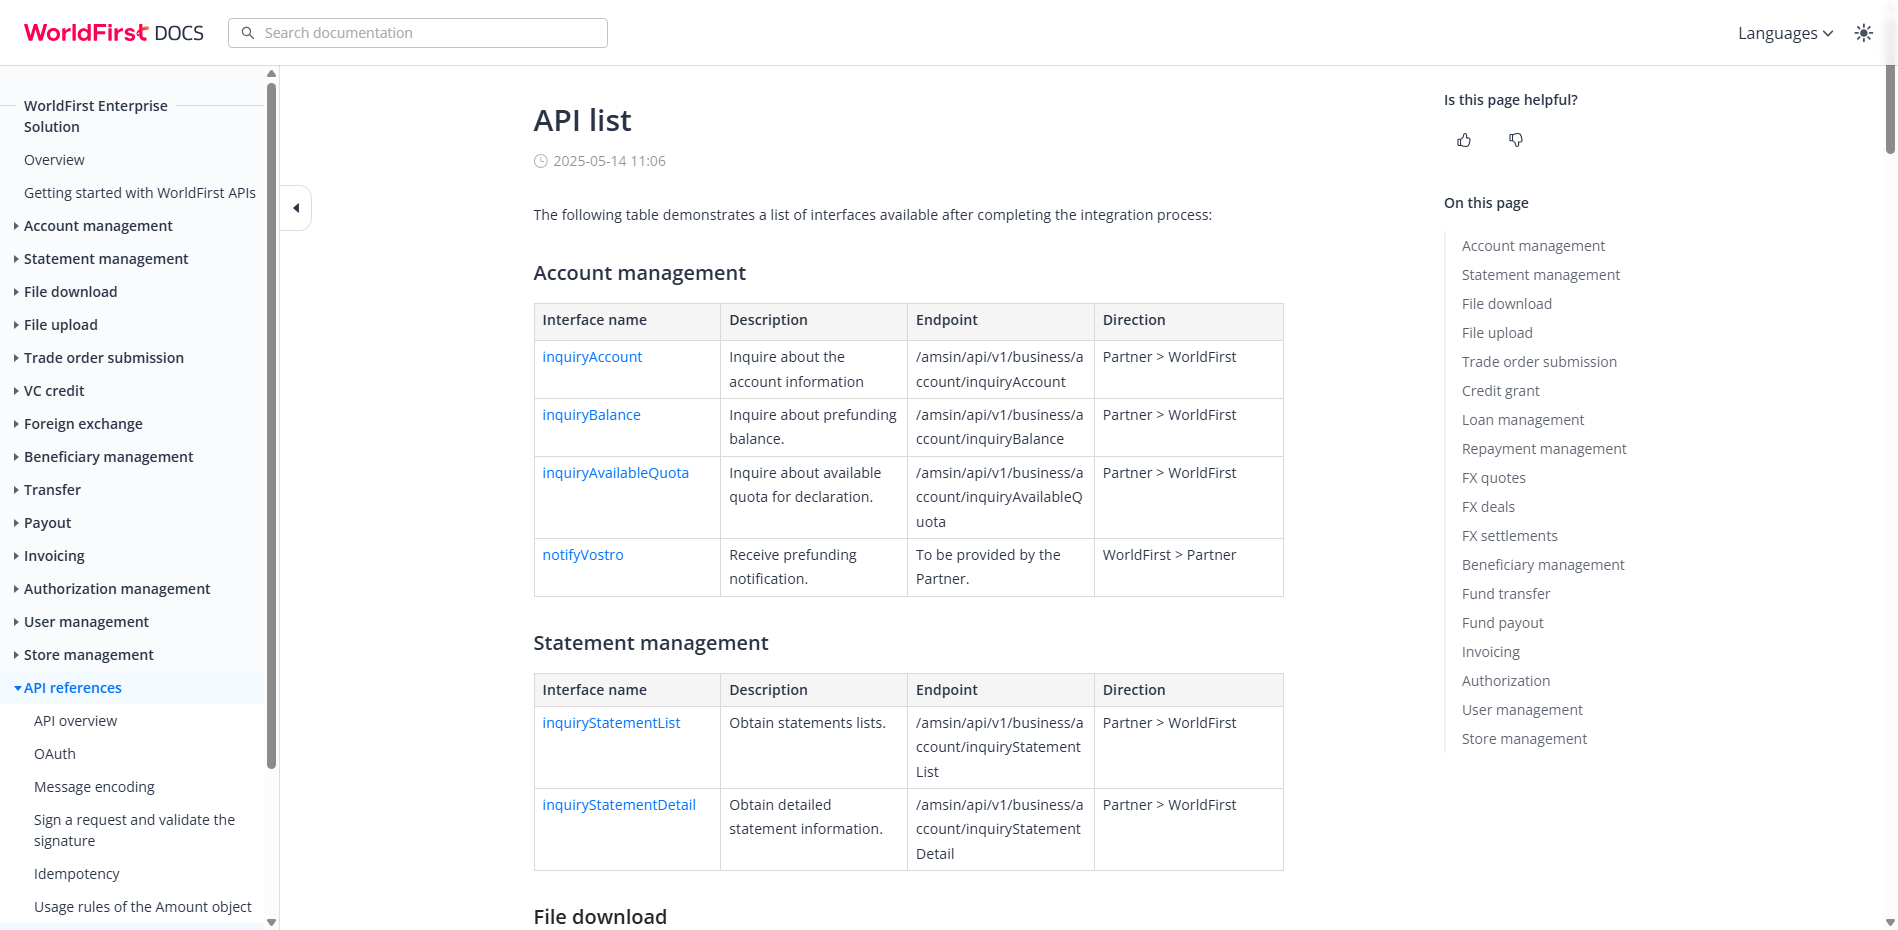 WorldFirst DOCS
Search documentation
Languages
WorldFirst Enterprise
Solution
Overview
Getting started with WorldFirst APIs
Account management
Statement management
File download
File upload
Trade order submission
VC credit
Foreign exchange
Beneficiary management
Transfer
Payout
Invoicing
Authorization management
User management
Store management
API references
API overview
OAuth
Message encoding
Sign a request and validate the
signature
Idempotency
Usage rules of the Amount object
API list
2025-05-14 11:06
The following table demonstrates a list of interfaces available after completing the integration process:
Account management
Interface name Description Endpoint Direction
inquiryAccount Inquire about the /amsin/api/v1/business/a Partner > WorldFirst
account information ccount/inquiryAccount
inquiryBalance Inquire about prefunding /amsin/api/v1/business/a Partner > WorldFirst
balance. ccount/inquiryBalance
inquiryAvailableQuota Inquire about available /amsin/api/v1/business/a Partner > WorldFirst
quota for declaration. ccount/inquiryAvailableQ
uota
notifyVostro Receive prefunding To be provided by the WorldFirst > Partner
notification. Partner.
Statement management
Interface name Description Endpoint Direction
inquiryStatementList Obtain statements lists. /amsin/api/v1/business/a Partner > WorldFirst
ccount/inquiryStatement
List
inquiryStatementDetail Obtain detailed /amsin/api/v1/business/a Partner > WorldFirst
statement information. ccount/inquiryStatement
Detail
File download
Is this page helpful?
On this page
Account management
Statement management
File download
File upload
Trade order submission
Credit grant
Loan management
Repayment management
FX quotes
FX deals
FX settlements
Beneficiary management
Fund transfer
Fund payout
Invoicing
Authorization
User management
Store management